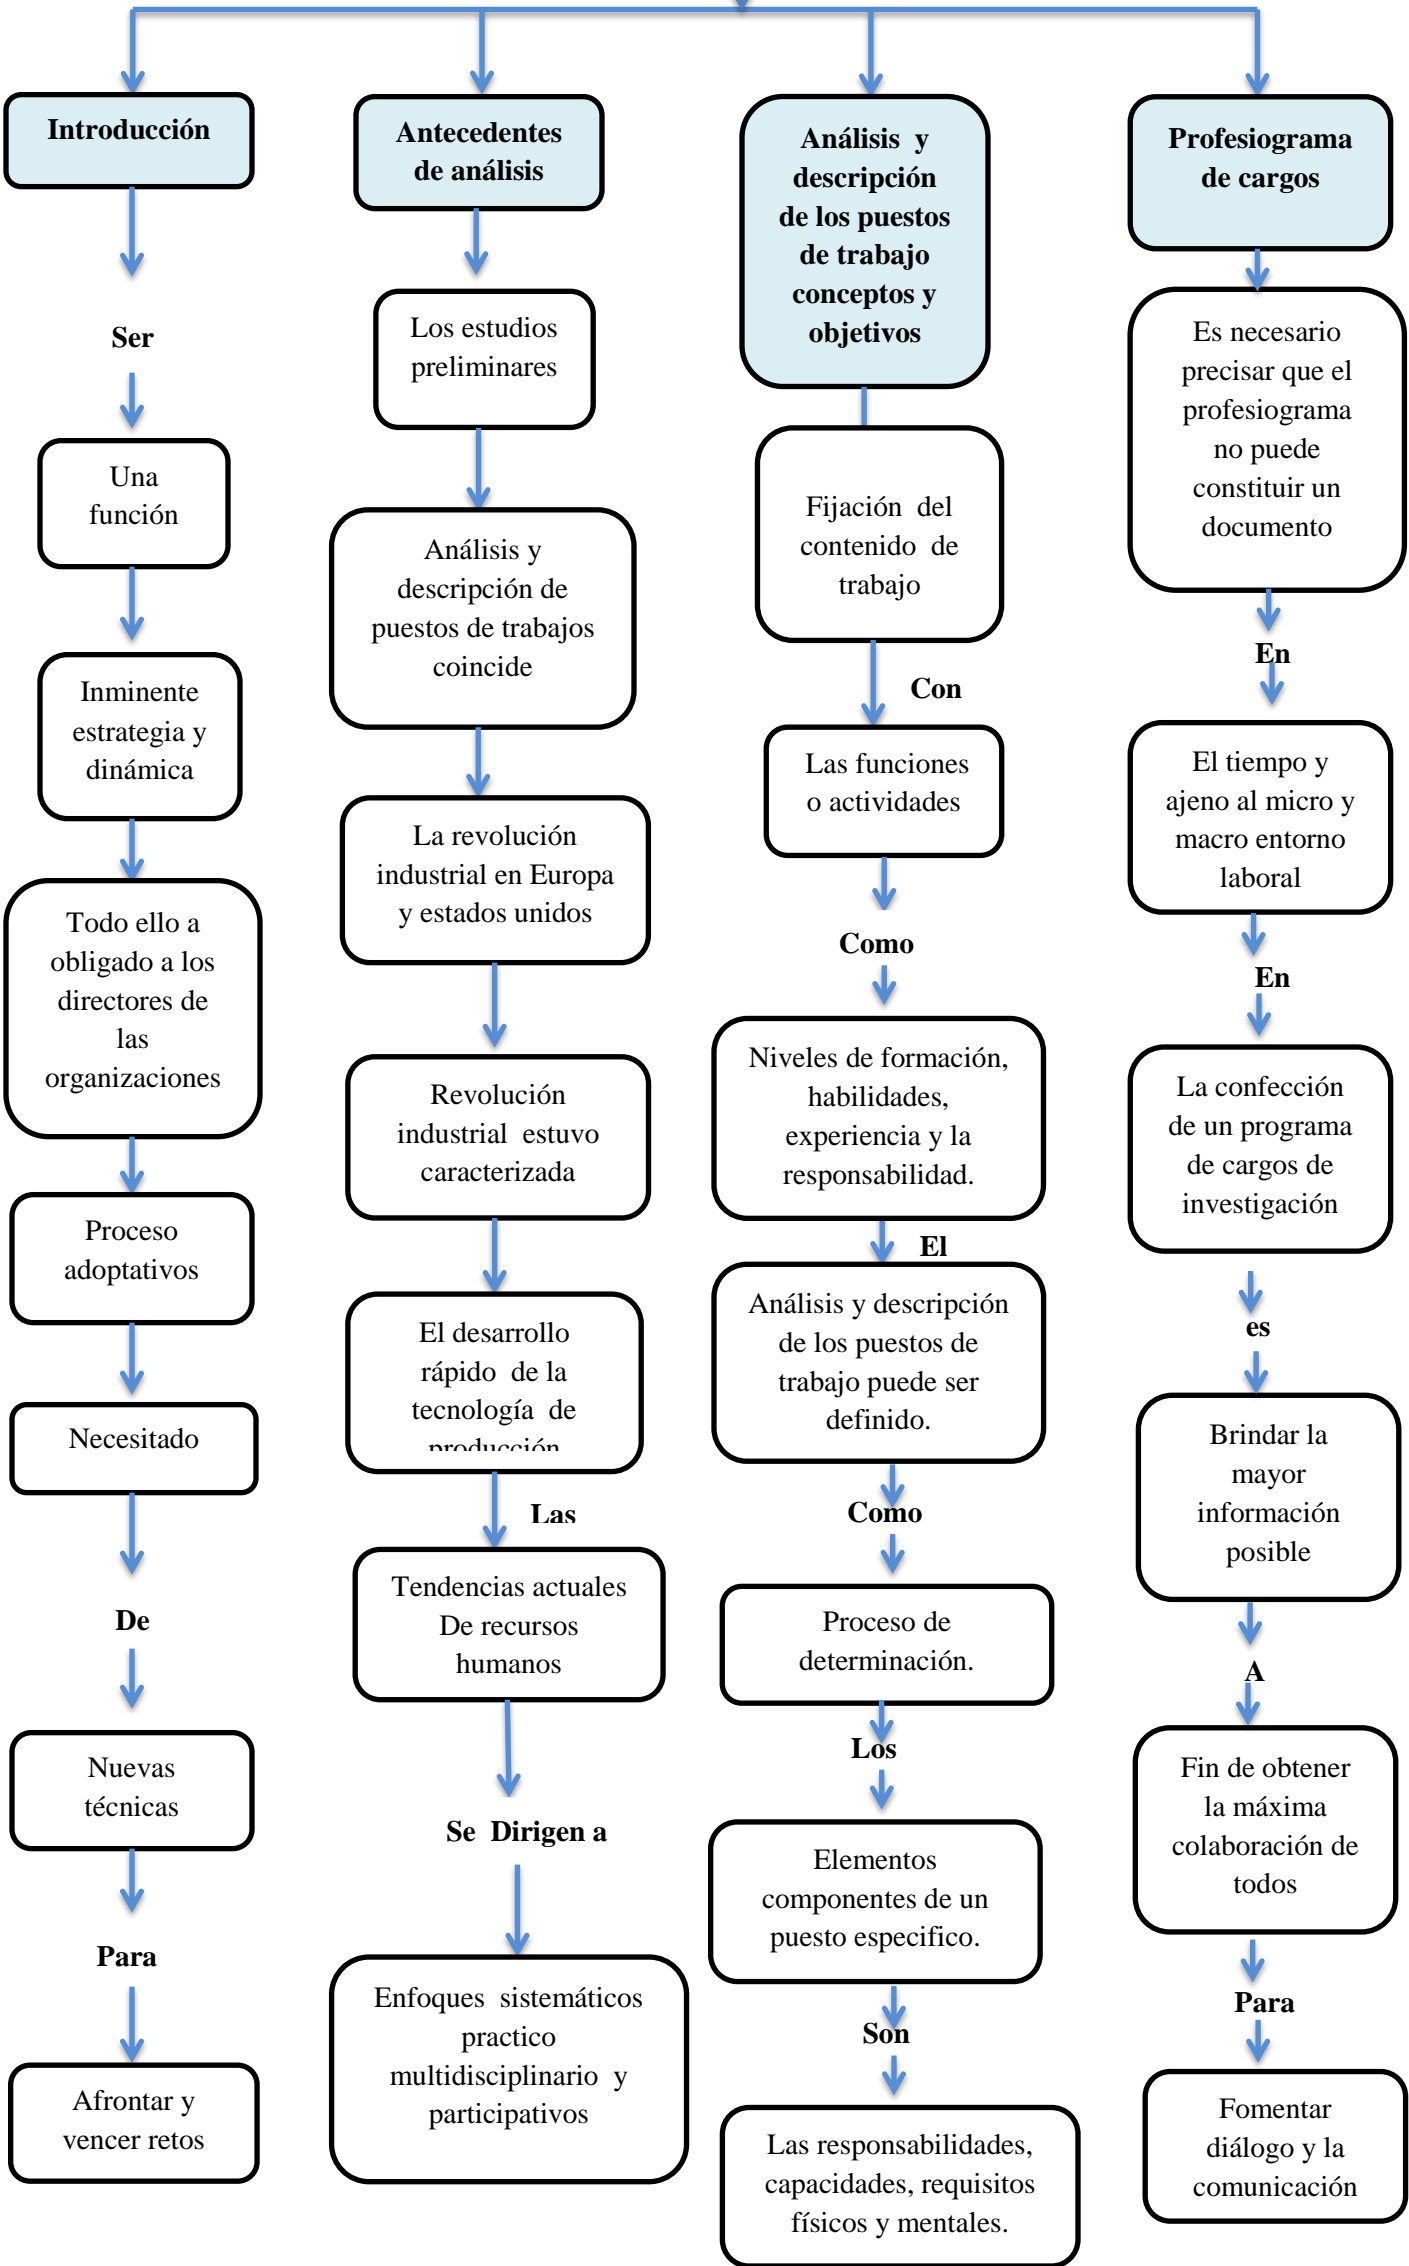 Introducción
Ser
Una
función
Inminente
estrategia y
dinámica
Todo ello a
obligado a los
directores de
las
organizaciones
Proceso
adoptativos
Necesitado
De
Nuevas
técnicas
Para
Afrontar y
vencer retos
Antecedentes
de análisis
Los estudios
preliminares
Análisis y
descripción de
puestos de trabajos
coincide
La revolución
industrial en Europa
y estados unidos
Revolución
industrial estuvo
caracterizada
El desarrollo
rápido de la
tecnología de
producción
Las
Tendencias actuales
De recursos
humanos
Se Dirigen a
Enfoques sistemáticos
practico
multidisciplinario y
participativos
Análisis y
descripción
de los puestos
de trabajo
conceptos y
objetivos
Fijación del
contenido de
trabajo
Con
Las funciones
o actividades
Como
Niveles de formación,
habilidades,
experiencia y la
responsabilidad.
El
Análisis y descripción
de los puestos de
trabajo puede ser
definido.
Como
Proceso de
determinación.
Los
Elementos
componentes de un
puesto especifico.
Son
Las responsabilidades,
capacidades, requisitos
físicos y mentales.
Profesiograma
de cargos
Es necesario
precisar que el
profesiograma
no puede
constituir un
documento
En
El tiempo y
ajeno al micro y
macro entorno
laboral
En
La confección
de un programa
de cargos de
investigación
es
Brindar la
mayor
información
posible
A
Fin de obtener
la máxima
colaboración de
todos
Para
Fomentar
diálogo y la
comunicación